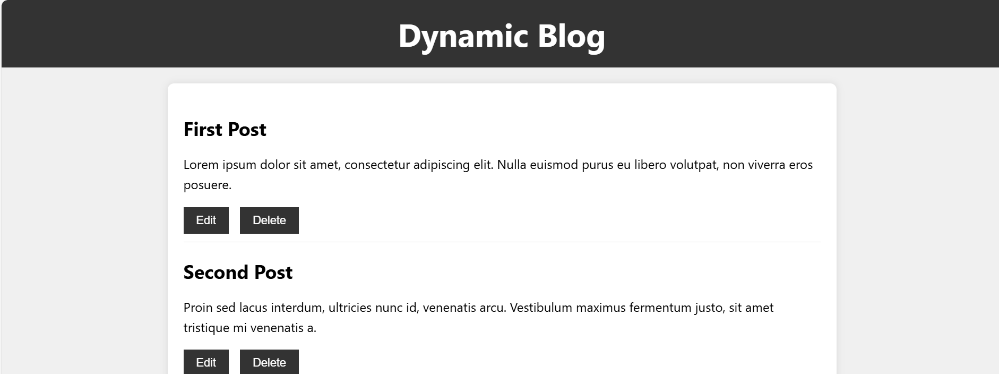 Dynamic Blog
First Post
Lorem ipsum dolor sit amet, consectetur adipiscing elit. Nulla euismod purus eu libero volutpat, non viverra eros
posuere.
Edit Delete
Second Post
Proin sed lacus interdum, ultricies nunc id, venenatis arcu. Vestibulum maximus fermentum justo, sit amet
tristique mi venenatis a.
Edit Delete